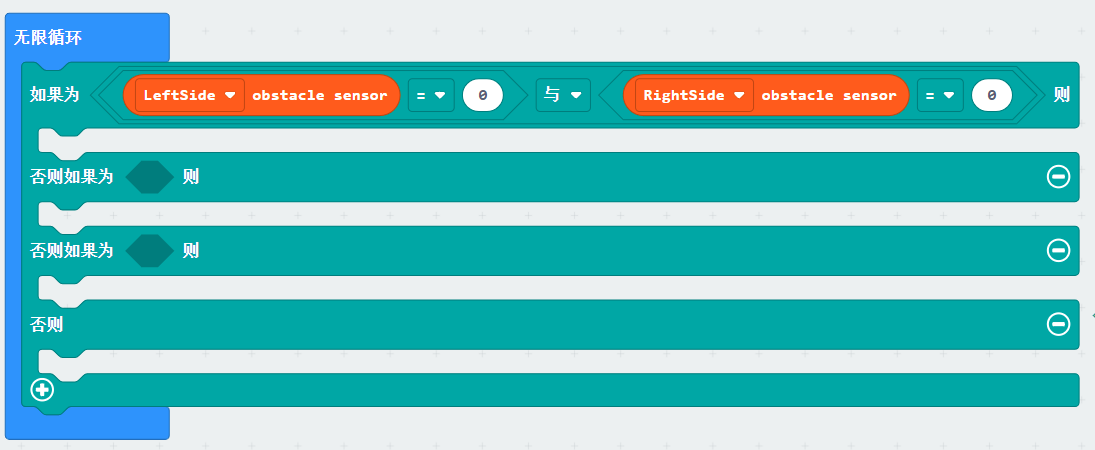 无限循环
如果为 LeftSide obstacle sensor = 0 与 RightSide obstacle sensor = 0 则
否则如果为 则
否则如果为 则
否则